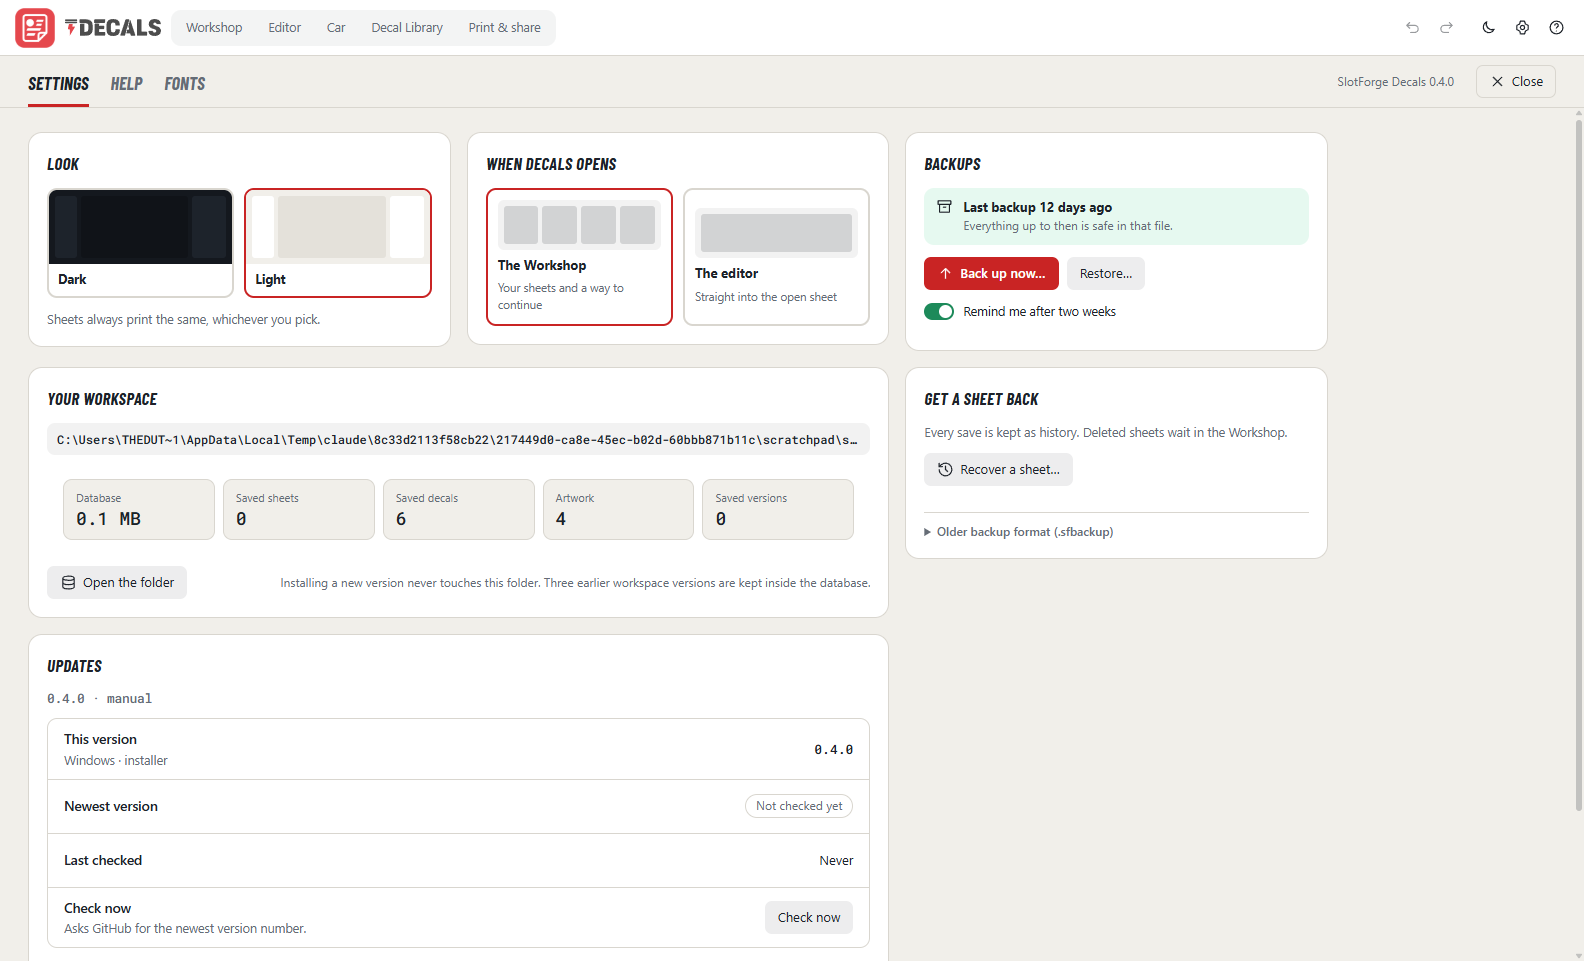 DECALS
Workshop
Editor
Car
Decal Library
Print & share
SETTINGS
HELP
FONTS
SlotForge Decals 0.4.0
Close
LOOK
Dark
Light
Sheets always print the same, whichever you pick.
WHEN DECALS OPENS
The Workshop
Your sheets and a way to
continue
The editor
Straight into the open sheet
BACKUPS
Last backup 12 days ago
Everything up to then is safe in that file.
Back up now...
Restore...
Remind me after two weeks
YOUR WORKSPACE
C:\Users\THEDUT~1\AppData\Local\Temp\claude\8c33d2113f58cb22\217449d0-ca8e-45ec-b02d-60bbb871b11c\scratchpad\s…
Database
0.1 MB
Saved sheets
0
Saved decals
6
Artwork
4
Saved versions
0
Open the folder
Installing a new version never touches this folder. Three earlier workspace versions are kept inside the database.
GET A SHEET BACK
Every save is kept as history. Deleted sheets wait in the Workshop.
Recover a sheet...
Older backup format (.sfbackup)
UPDATES
0.4.0 · manual
This version
Windows · installer
0.4.0
Newest version
Not checked yet
Last checked
Never
Check now
Asks GitHub for the newest version number.
Check now